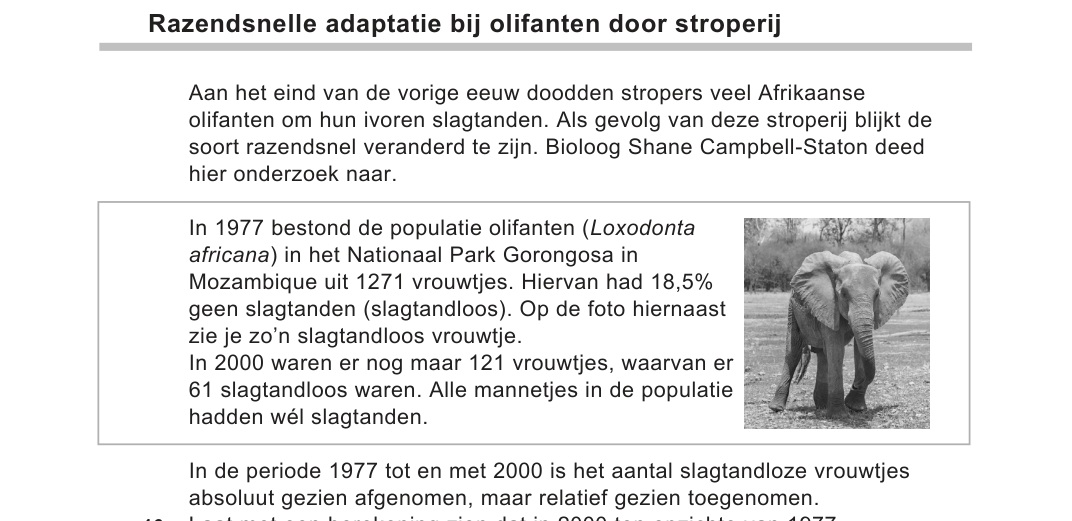 Razendsnelle adaptatie bij olifanten door stroperij
Aan het eind van de vorige eeuw doodden stropers veel Afrikaanse
olifanten om hun ivoren slagtanden. Als gevolg van deze stroperij blijkt de
soort razendsnel veranderd te zijn. Bioloog Shane Campbell-Staton deed
hier onderzoek naar.
In 1977 bestond de populatie olifanten (Loxodonta
africana) in het Nationaal Park Gorongosa in
Mozambique uit 1271 vrouwtjes. Hiervan had 18,5%
geen slagtanden (slagtandloos). Op de foto hiernaast
zie je zo’n slagtandloos vrouwtje.
In 2000 waren er nog maar 121 vrouwtjes, waarvan er
61 slagtandloos waren. Alle mannetjes in de populatie
hadden wél slagtanden.
In de periode 1977 tot en met 2000 is het aantal slagtandloze vrouwtjes
absoluut gezien afgenomen, maar relatief gezien toegenomen.